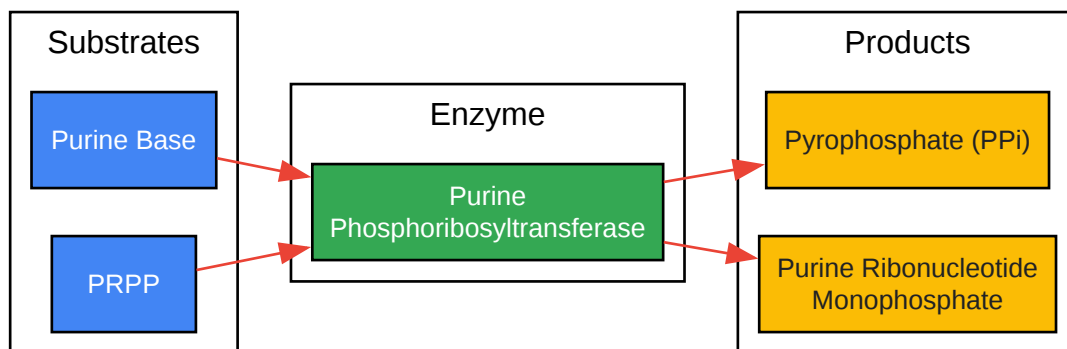 Substrates
Purine Base
PRPP
Enzyme
Purine
Phosphoribosyltransferase
Products
Pyrophosphate (PPi)
Purine Ribonucleotide
Monophosphate